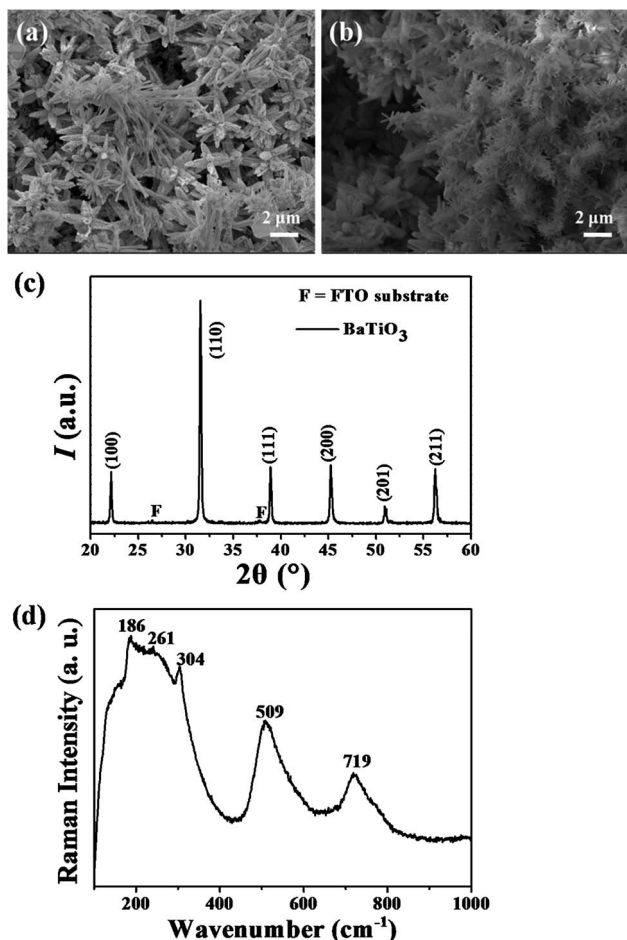 (a)
2 μm
(b)
2 μm
(c)
F = FTO substrate
BaTiO3
(100)
F
(110)
F
(111)
(200)
(201)
(211)
I (a.u.)
20 25 30 35 40 45 50 55 60
2θ (°)
(d)
186
261
304
509
719
Raman Intensity (a. u.)
200 400 600 800 1000
Wavenumber (cm-1)